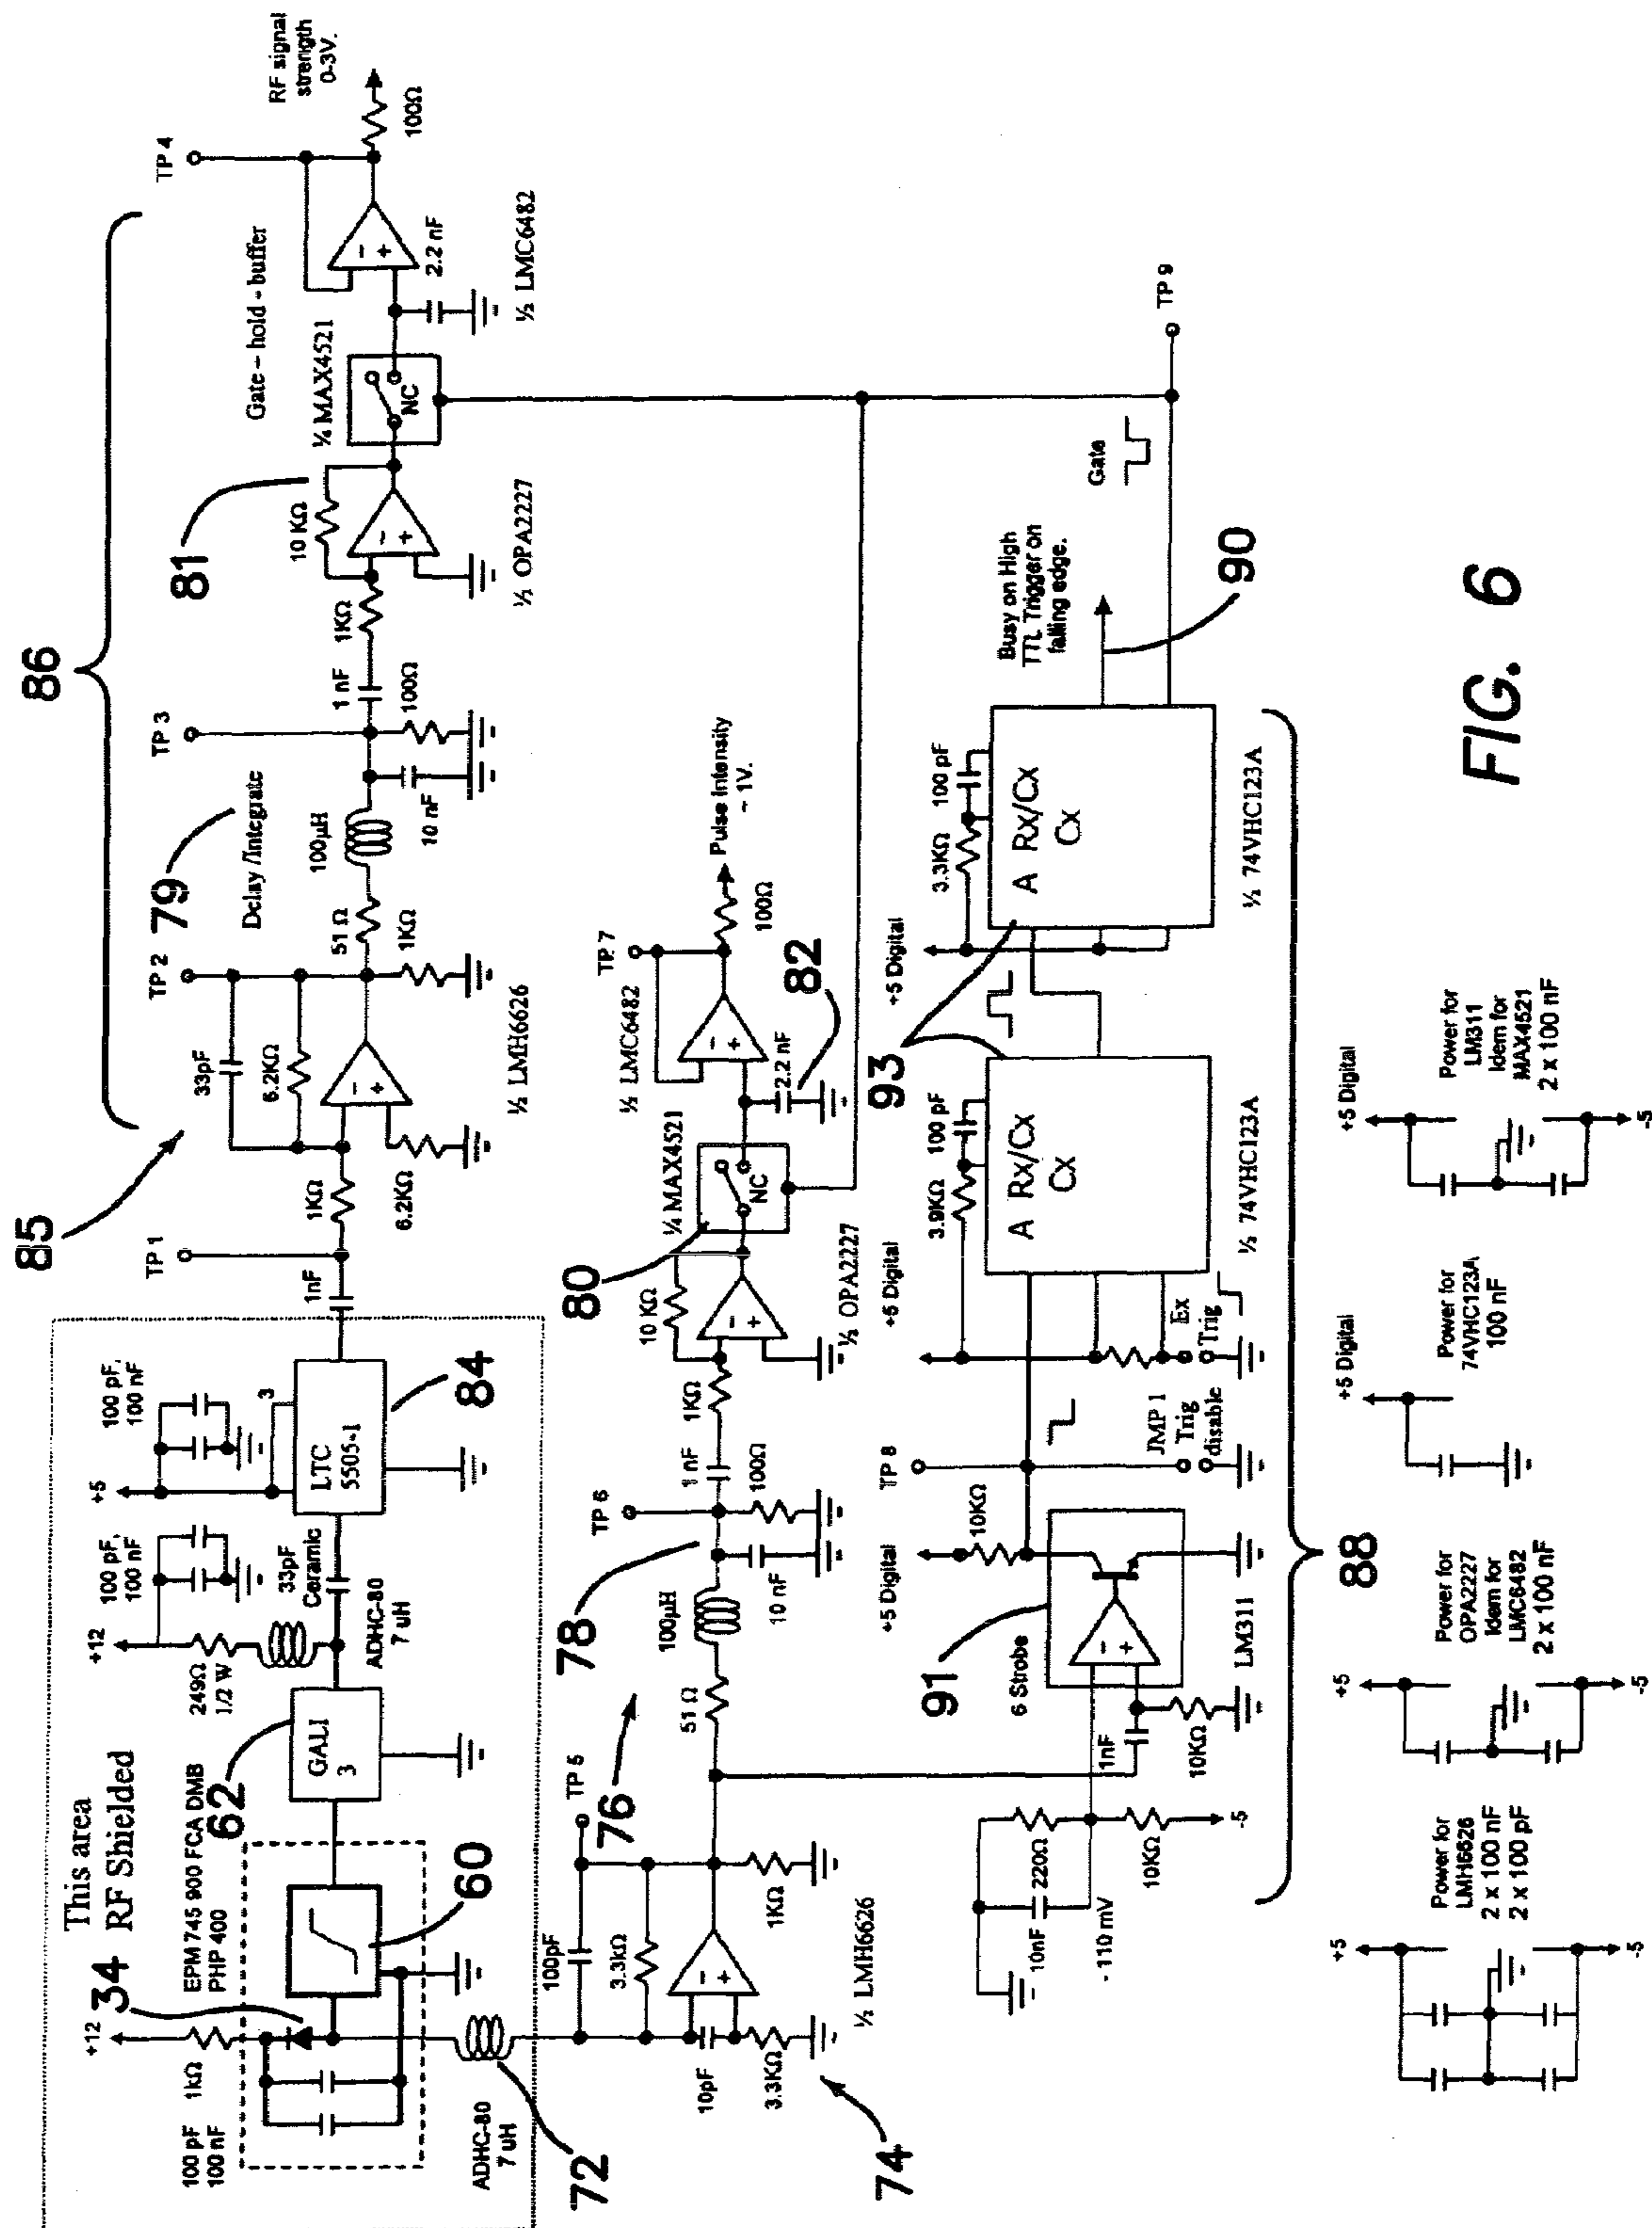 This area
RF Shielded
+12
34
EPM 745 900 FCA DMB
PHP 400
1kΩ
100 pF
100 nF
60
62
GALI
3
+12
249Ω
1/2 W
100 pF,
100 nF
33pF
Ceramic
ADHC-80
7 uH
+5
100 pF,
100 nF
3
LTC
5505-1
84
ADHC-80
7 uH
72
1nF
TP 1
85
1KΩ
6.2KΩ
33pF
6.2KΩ
-
+
½ LMH6626
TP 2
79
Delay /Integrate
51 Ω
1KΩ
100µH
10 nF
TP 3
86
1 nF
100Ω
1KΩ
10 KΩ
81
-
+
½ OPA2227
Gate – hold - buffer
¼ MAX4521
NC
-
+
2.2 nF
½ LMC6482
TP 4
100Ω
RF signal
strength
0-3V.
74
10pF
3.3KΩ
100pF
3.3kΩ
-
+
½ LMH6626
TP 5
76
1KΩ
51 Ω
100µH
78
10 nF
TP 6
1 nF
100Ω
1KΩ
10 KΩ
-
+
½ OPA2227
80
¼ MAX4521
NC
2.2 nF
82
½ LMC6482
-
+
TP 7
100Ω
Pulse Intensity
~ 1V.
10nF
220Ω
- 110 mV
10KΩ
-5
1nF
10KΩ
6 Strobe
91
-
+
LM311
+5 Digital
10KΩ
TP 8
JMP 1
Trig
disable
Ex
Trig
+5 Digital
3.9KΩ
100 pF
A Rx/Cx
Cx
½ 74VHC123A
93
+5 Digital
3.3KΩ
100 pF
A Rx/Cx
Cx
½ 74VHC123A
Busy on High
TTL Trigger on
falling edge.
90
Gate
TP 9
88
+5
-5
Power for
LMH6626
2 x 100 nF
2 x 100 pF
+5
-5
Power for
OPA2227
Idem for
LMC6482
2 x 100 nF
+5 Digital
Power for
74VHC123A
100 nF
+5 Digital
-5
Power for
LM311
Idem for
MAX4521
2 x 100 nF
FIG. 6